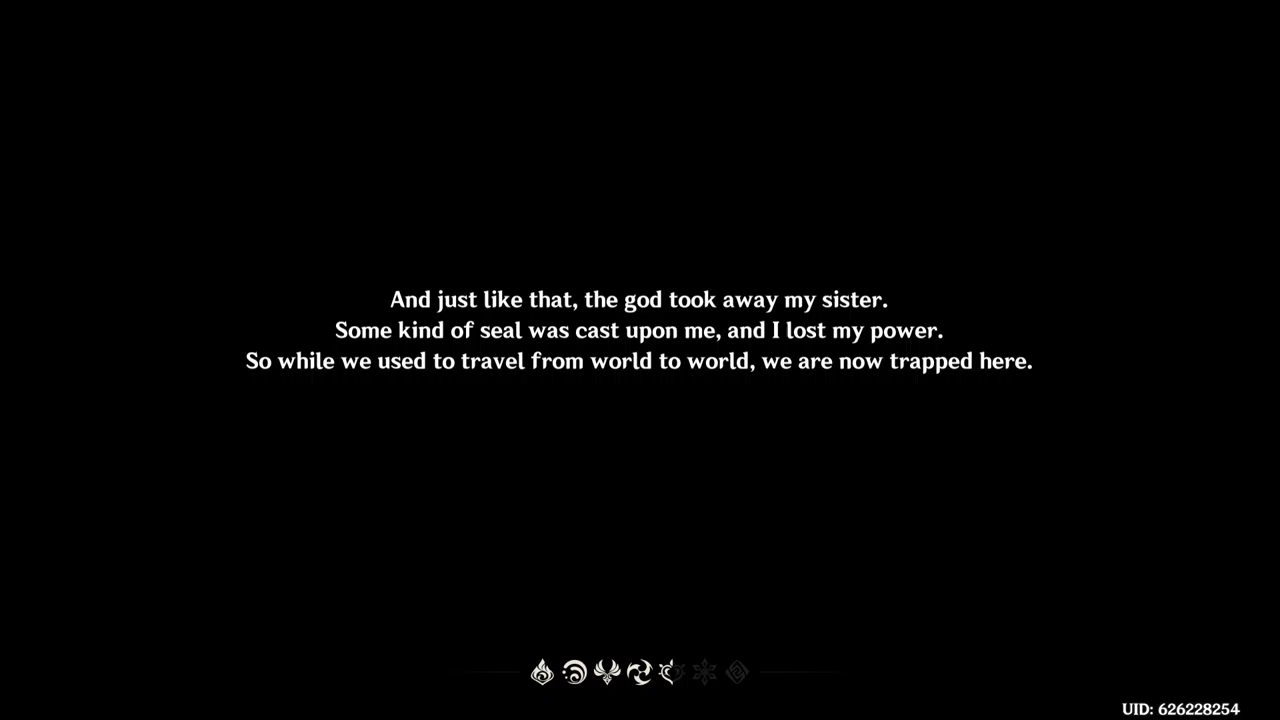 And just like that, the god took away my sister.
Some kind of seal was cast upon me, and I lost my power.
So while we used to travel from world to world, we are now trapped here.
UID: 626228254